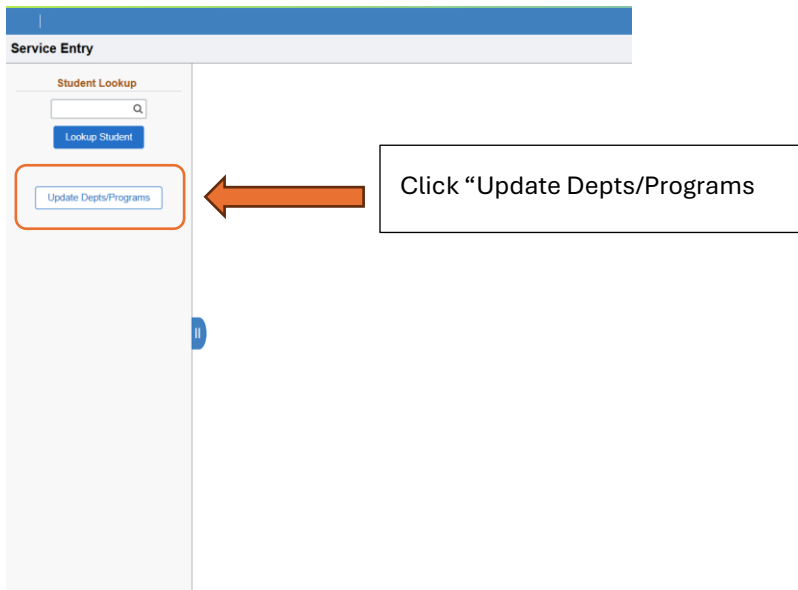 Service Entry
Student Lookup
Lookup Student
Update Depts/Programs
Click “Update Depts/Programs